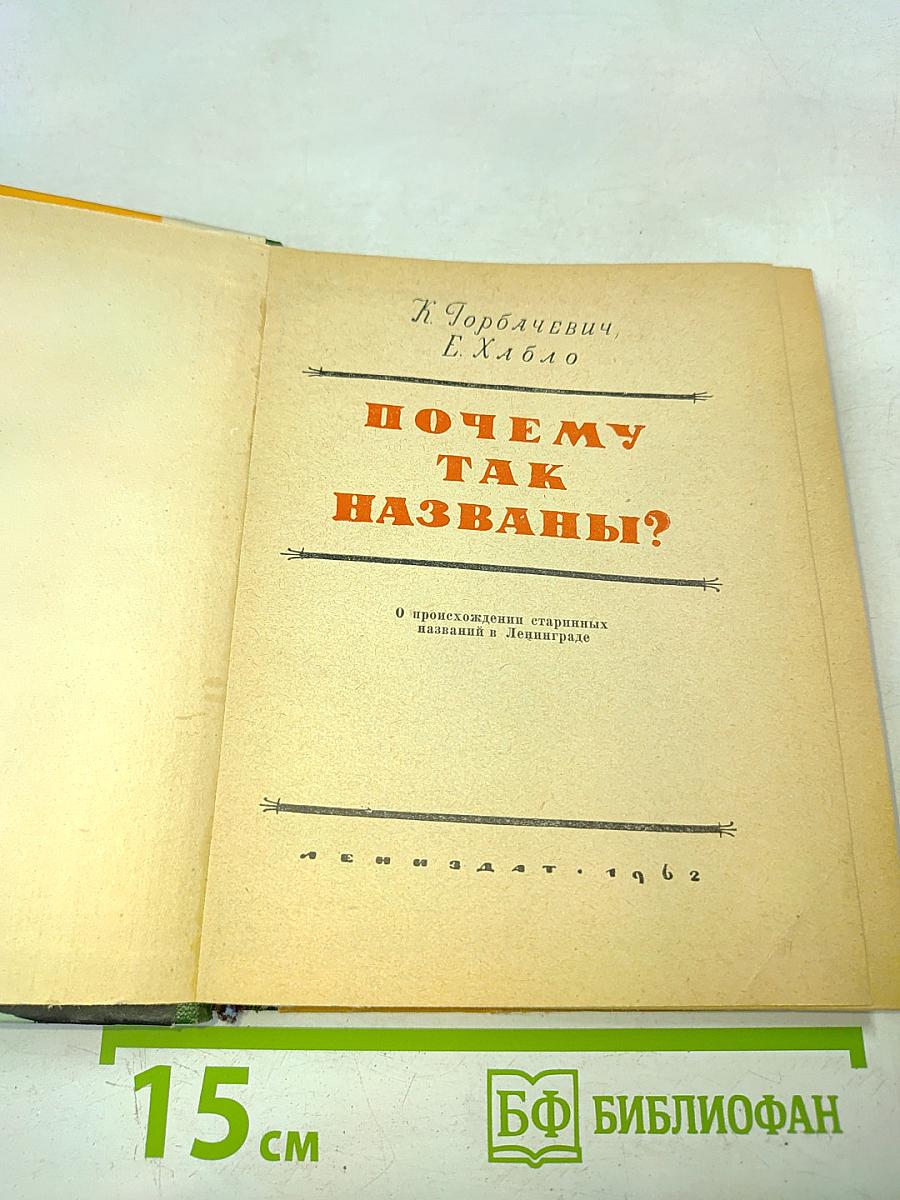 К. Горбачевич,
Е. Хабло
ПОЧЕМУ
ТАК
НАЗВАНЫ?
О происхождении старинных
названий в Ленинграде
ЛЕНИЗДАТ · 1962
15 см
БФ БИБЛИОФАН